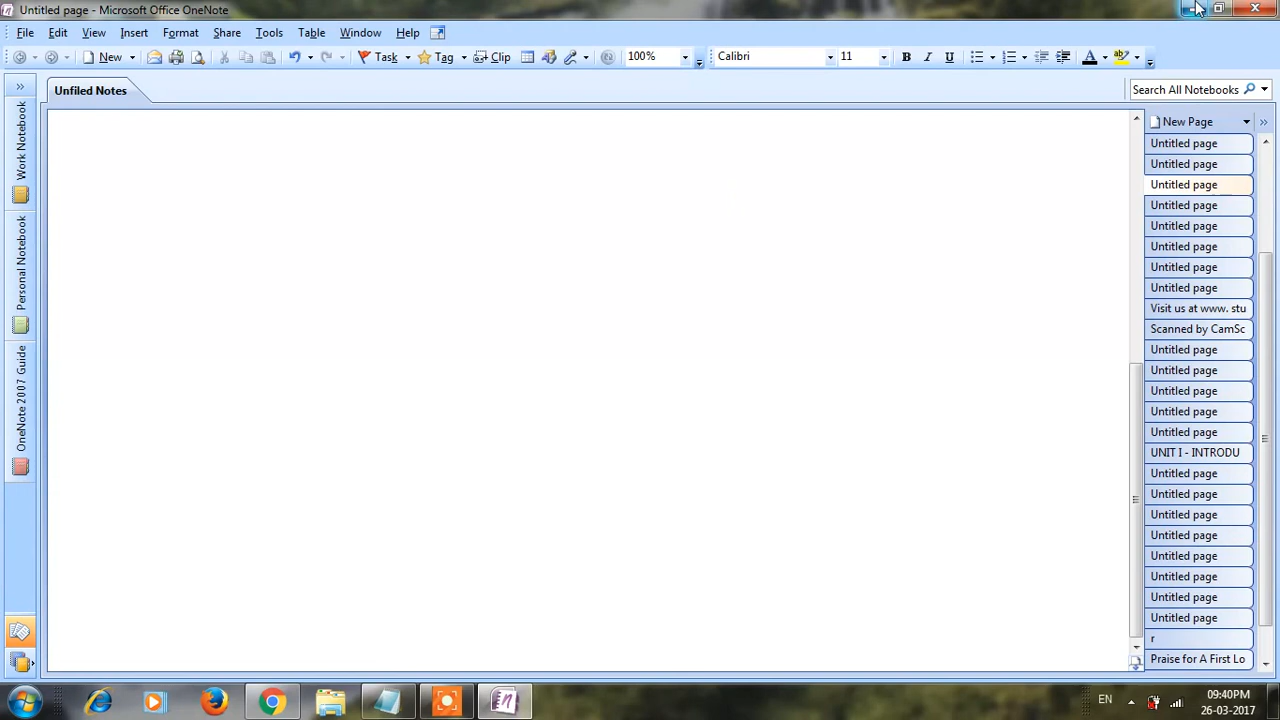 Untitled page - Microsoft Office OneNote
File Edit View Insert Format Share Tools Table Window Help
New Task Tag Clip 100% Calibri 11 B I U A ab
Unfiled Notes
Search All Notebooks
Work Notebook
Personal Notebook
OneNote 2007 Guide
New Page
Untitled page
Untitled page
Untitled page
Untitled page
Untitled page
Untitled page
Untitled page
Untitled page
Visit us at www. stu
Scanned by CamSc
Untitled page
Untitled page
Untitled page
Untitled page
Untitled page
UNIT I - INTRODU
Untitled page
Untitled page
Untitled page
Untitled page
Untitled page
Untitled page
Untitled page
Untitled page
r
Praise for A First Lo
EN
09:40PM
26-03-2017